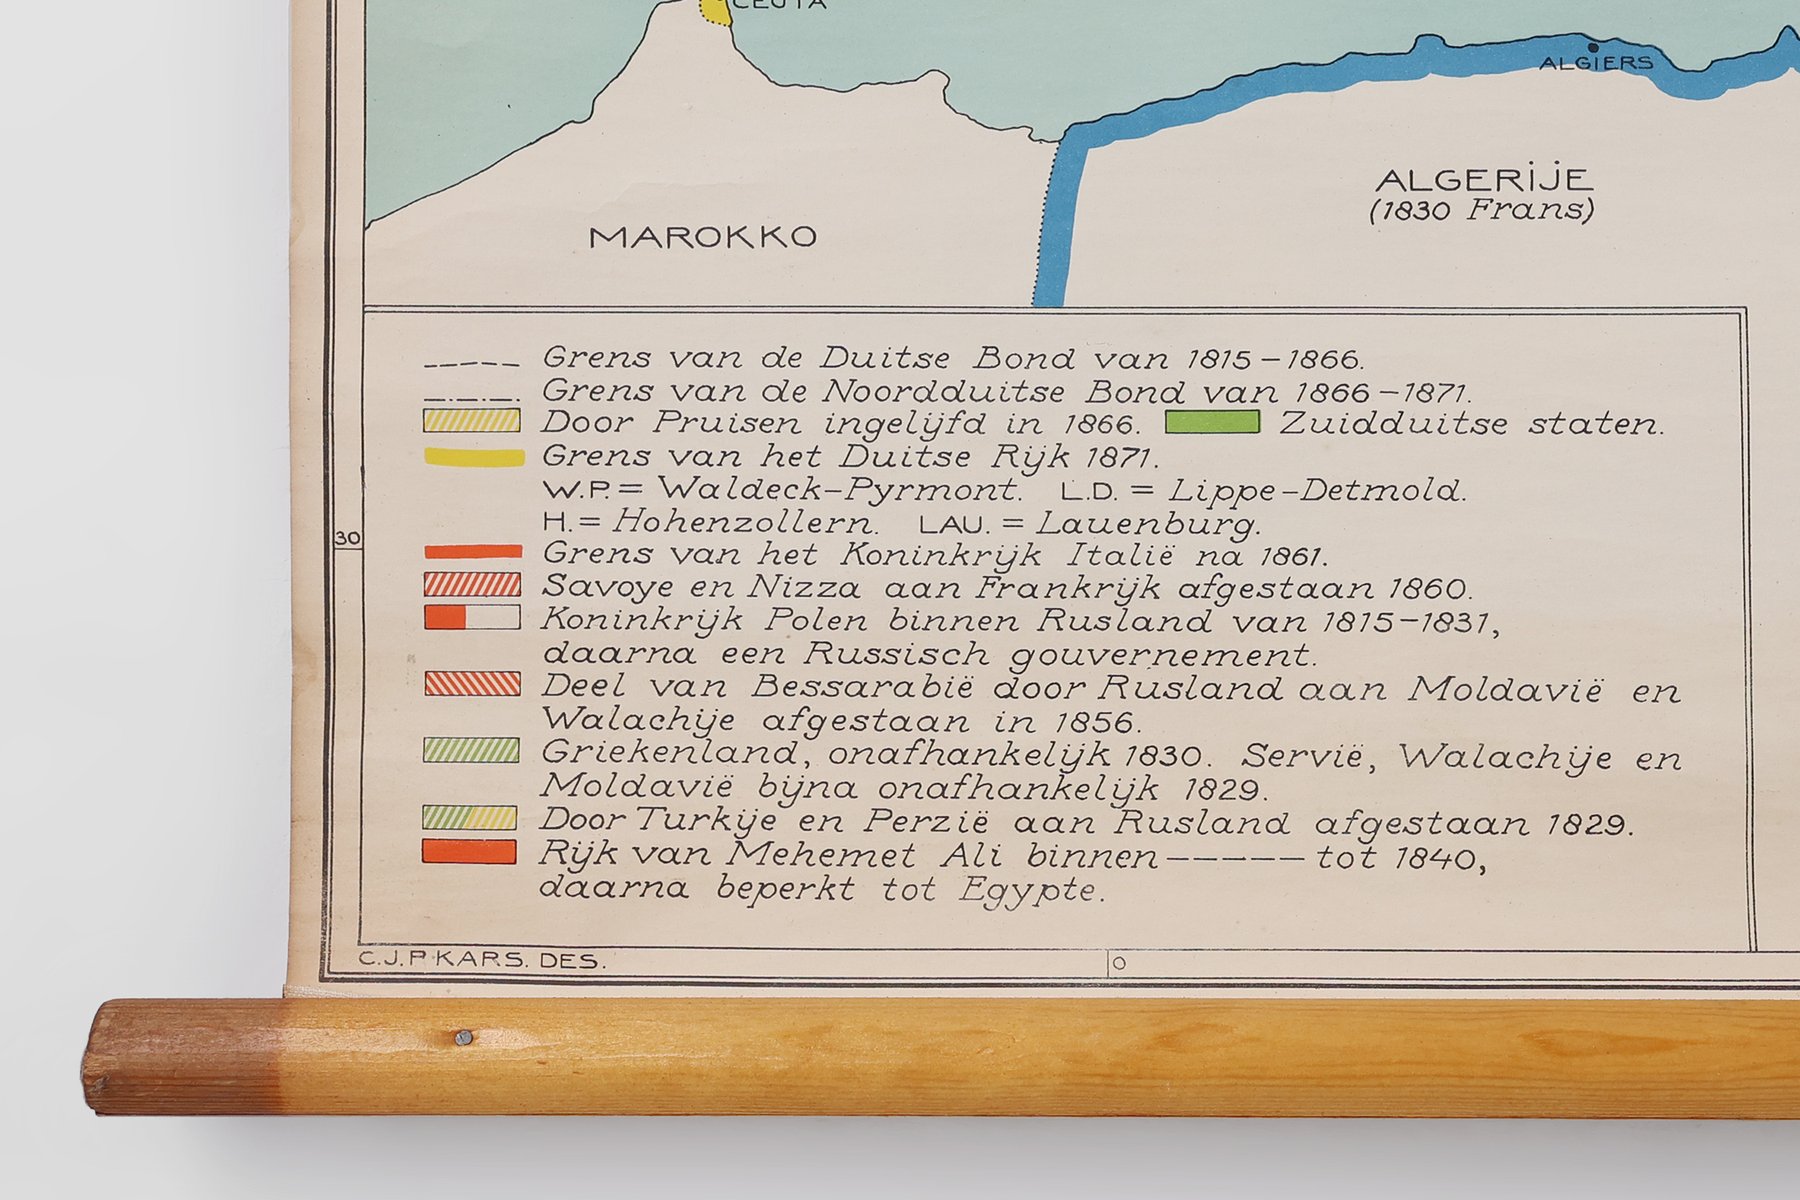 CEUTA
ALGIERS
ALGERIJE
(1830 Frans)
MAROKKO
Grens van de Duitse Bond van 1815–1866.
Grens van de Noordduitse Bond van 1866–1871.
Door Pruisen ingelijfd in 1866. Zuidduitse staten.
Grens van het Duitse Rijk 1871.
W.P. = Waldeck–Pyrmont. L.D. = Lippe–Detmold.
H. = Hohenzollern. LAU. = Lauenburg.
30
Grens van het Koninkrijk Italië na 1861.
Savoye en Nizza aan Frankrijk afgestaan 1860.
Koninkrijk Polen binnen Rusland van 1815–1831,
daarna een Russisch gouvernement.
Deel van Bessarabië door Rusland aan Moldavië en
Walachije afgestaan in 1856.
Griekenland, onafhankelijk 1830. Servië, Walachije en
Moldavië bijna onafhankelijk 1829.
Door Turkije en Perzië aan Rusland afgestaan 1829.
Rijk van Mehemet Ali binnen ––––– tot 1840,
daarna beperkt tot Egypte.
C.J.P. KARS. DES.
0